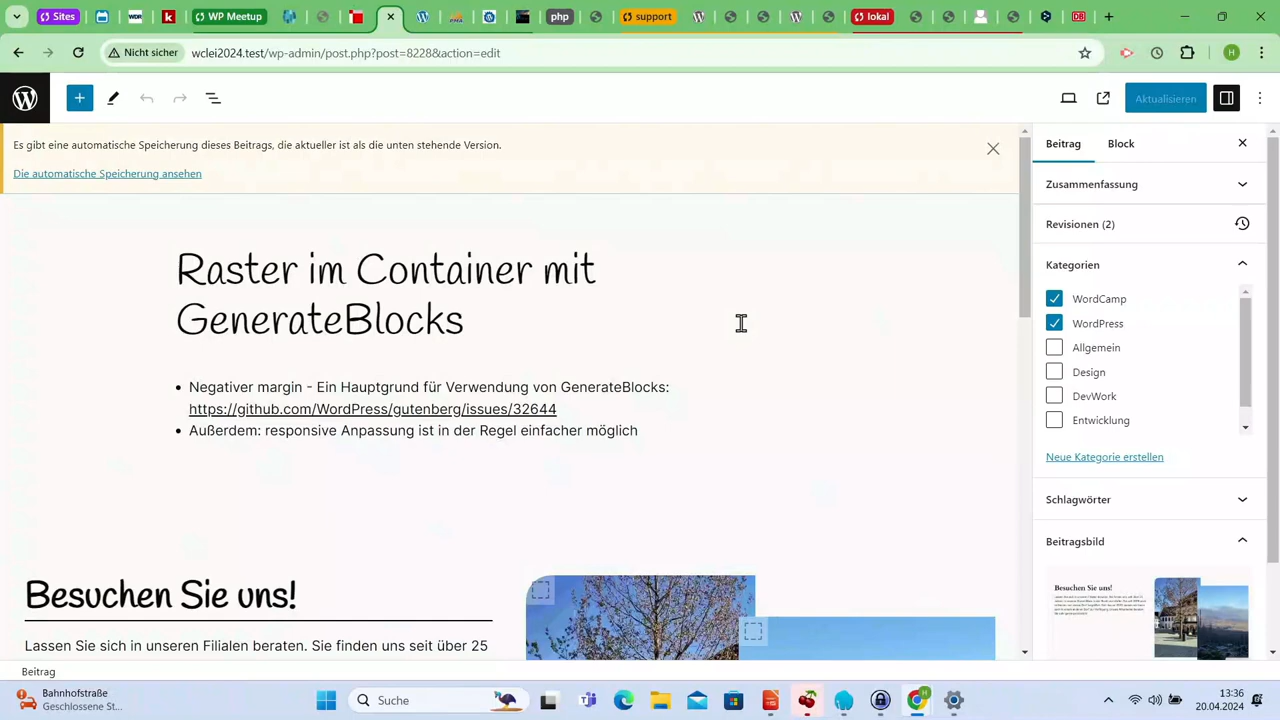 Sites
WP Meetup
php
support
lokal
Nicht sicher
wclei2024.test/wp-admin/post.php?post=8228&action=edit
H
Aktualisieren
Es gibt eine automatische Speicherung dieses Beitrags, die aktueller ist als die unten stehende Version.
Die automatische Speicherung ansehen
Raster im Container mit
GenerateBlocks
Negativer margin - Ein Hauptgrund für Verwendung von GenerateBlocks:
https://github.com/WordPress/gutenberg/issues/32644
Außerdem: responsive Anpassung ist in der Regel einfacher möglich
Besuchen Sie uns!
Lassen Sie sich in unseren Filialen beraten. Sie finden uns seit über 25
Beitrag
Block
Zusammenfassung
Revisionen (2)
Kategorien
WordCamp
WordPress
Allgemein
Design
DevWork
Entwicklung
Neue Kategorie erstellen
Schlagwörter
Beitragsbild
Besuchen Sie uns!
Beitrag
Bahnhofstraße
Geschlossene St...
Suche
13:36
20.04.2024